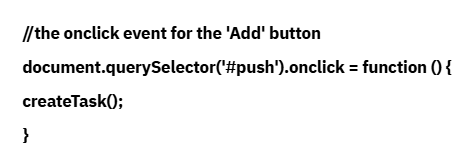 //the onclick event for the 'Add' button
document.querySelector('#push').onclick = function () {
createTask();
}